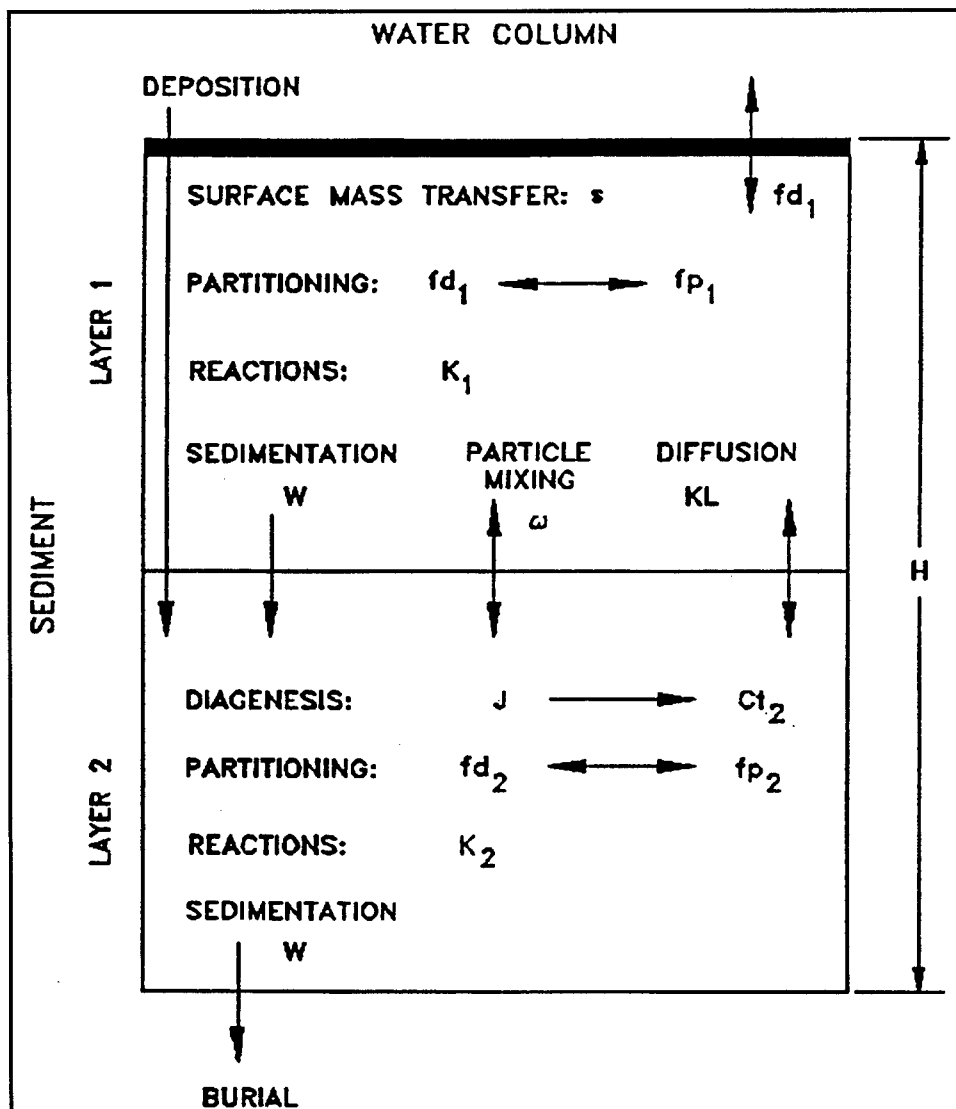 WATER COLUMN
DEPOSITION
SURFACE MASS TRANSFER: s fd₁
PARTITIONING: fd₁ fp₁
REACTIONS: K₁
SEDIMENTATION PARTICLE DIFFUSION
MIXING
W KL
ω
LAYER 1
SEDIMENT
H
DIAGENESIS: J Ct₂
PARTITIONING: fd₂ fp₂
REACTIONS: K₂
SEDIMENTATION
W
LAYER 2
BURIAL